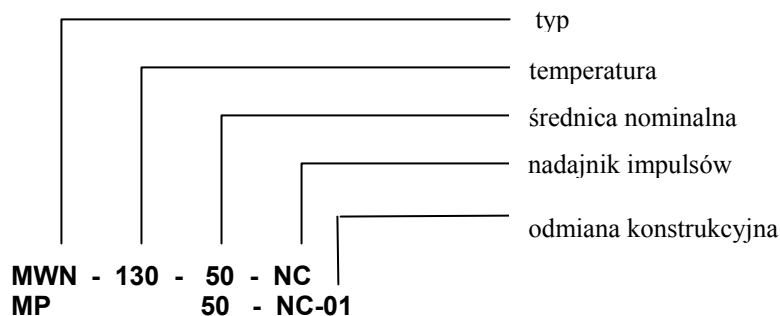 typ
temperatura
średnica nominalna
nadajnik impulsów
odmiana konstrukcyjna
MWN - 130 - 50 - NC
MP 50 - NC-01